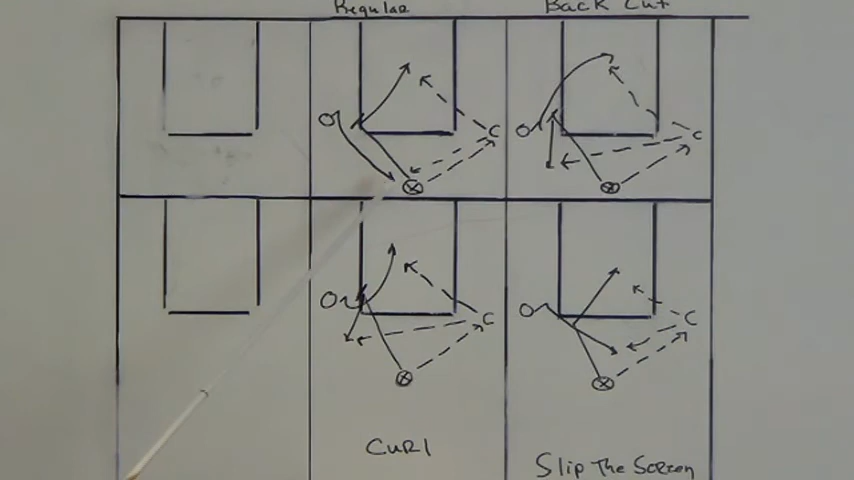 Regular
Back Cut
C
C
C
C
Curl
Slip The Screen